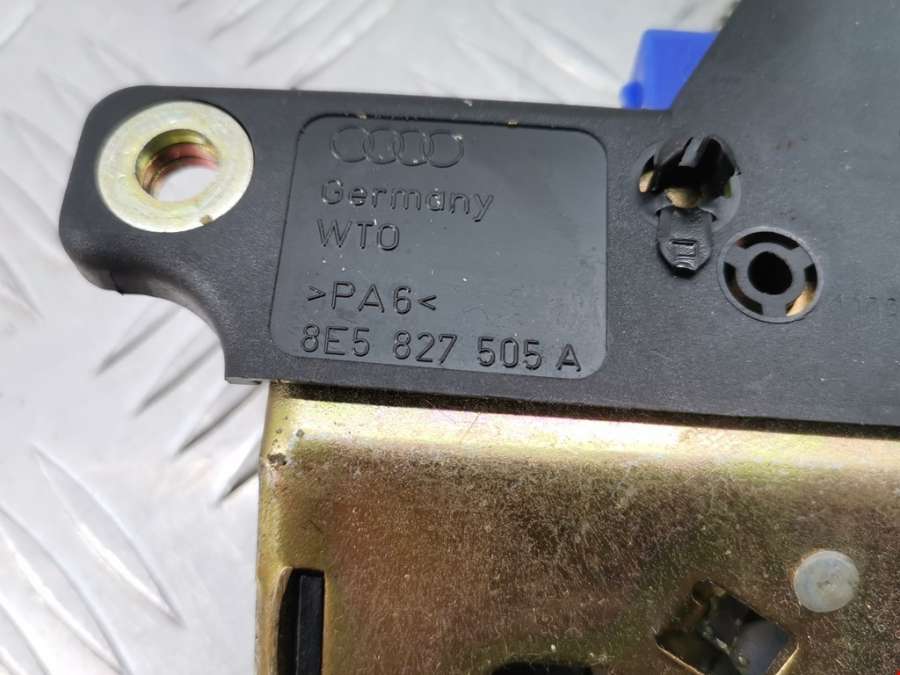 Germany
WTO
>PA6<
8E5 827 505 A